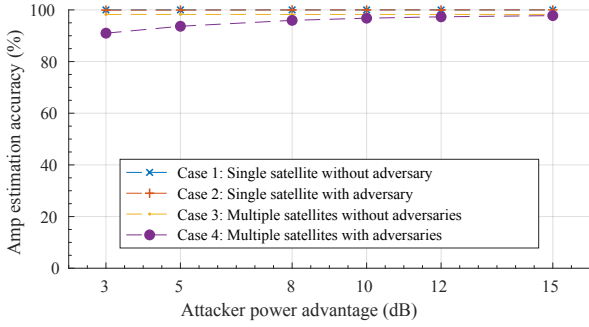 100
80
60
40
20
0
Amp estimation accuracy (%)
Case 1: Single satellite without adversary
Case 2: Single satellite with adversary
Case 3: Multiple satellites without adversaries
Case 4: Multiple satellites with adversaries
3 5 8 10 12 15
Attacker power advantage (dB)